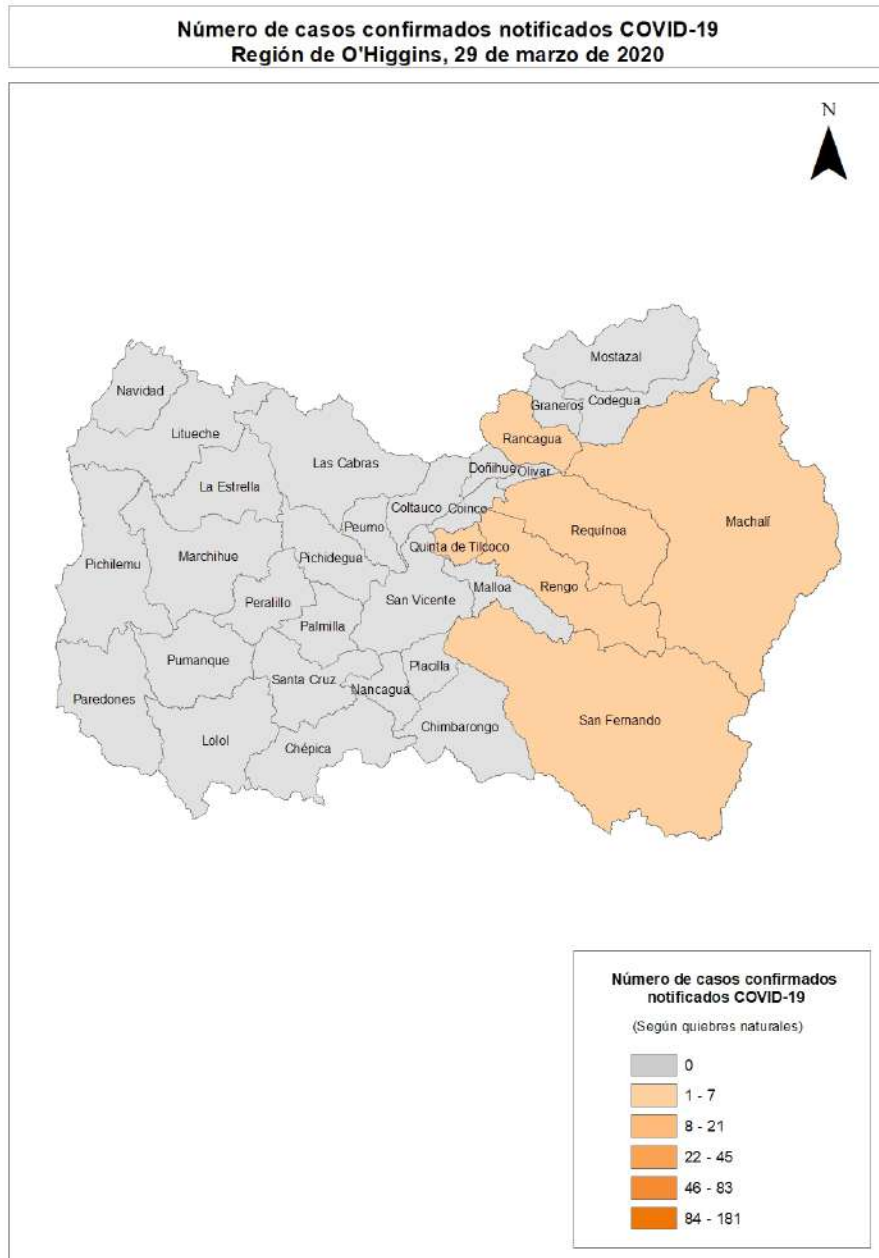 Número de casos confirmados notificados COVID-19
Región de O'Higgins, 29 de marzo de 2020
N
Mostazal
Navidad
Graneros
Codegua
Litueche
Rancagua
Las Cabras
Doñihue
Olivar
La Estrella
Coltauco
Coinco
Machalí
Peumo
Requínoa
Quinta de Tilcoco
Pichilemu
Marchihue
Pichidegua
Malloa
Rengo
Peralillo
San Vicente
Palmilla
Pumanque
Placilla
Paredones
Santa Cruz
Nancagua
San Fernando
Chimbarongo
Lolol
Chépica
Número de casos confirmados
notificados COVID-19
(Según quiebres naturales)
0
1 - 7
8 - 21
22 - 45
46 - 83
84 - 181